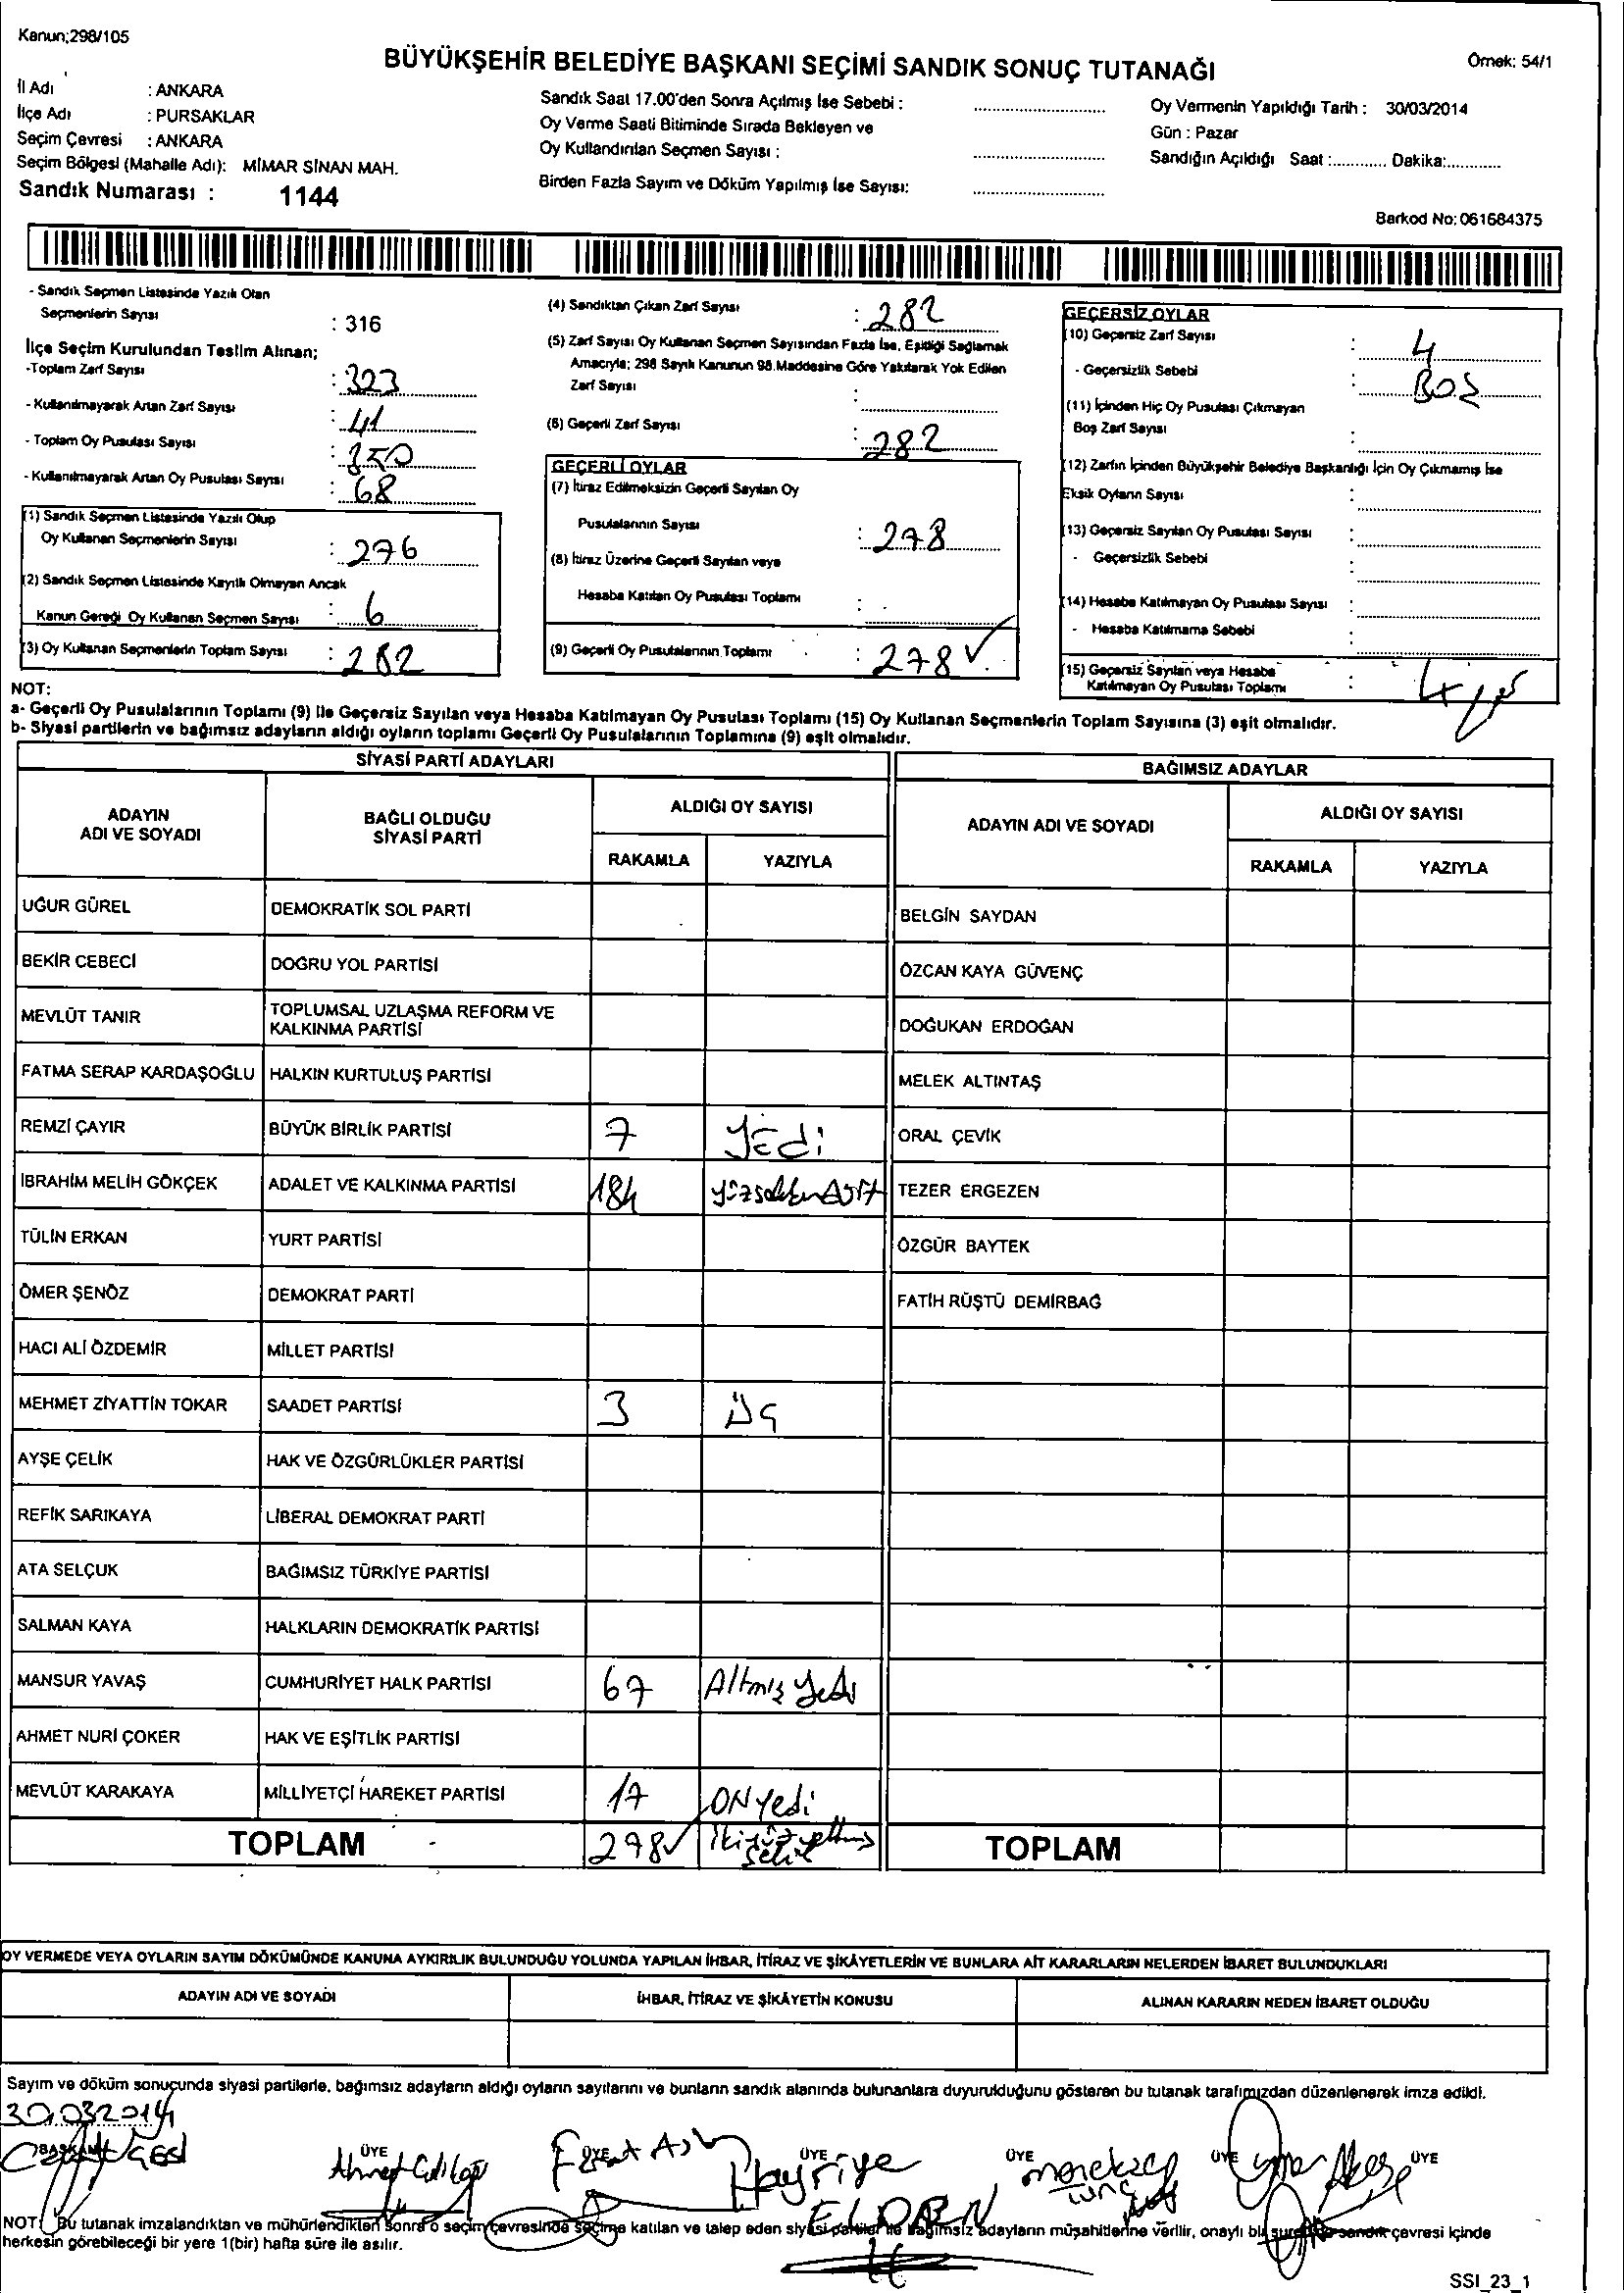 Kanun;298/105
BÜYÜKŞEHİR BELEDİYE BAŞKANI SEÇİMİ SANDIK SONUÇ TUTANAĞI
Örnek: 54/1
İl Adı : ANKARA
İlçe Adı : PURSAKLAR
Seçim Çevresi : ANKARA
Seçim Bölgesi (Mahalle Adı): MİMAR SİNAN MAH.
Sandık Numarası : 1144
Sandık Saat 17.00'den Sonra Açılmış İse Sebebi :
Oy Verme Saati Bitiminde Sırada Bekleyen ve
Oy Kullandırılan Seçmen Sayısı :
Birden Fazla Sayım ve Döküm Yapılmış İse Sayısı:
Oy Vermenin Yapıldığı Tarih : 30/03/2014
Gün : Pazar
Sandığın Açıldığı Saat :............ Dakika:............
Barkod No: 061684375
- Sandık Seçmen Listesinde Yazılı Olan
Seçmenlerin Sayısı : 316
İlçe Seçim Kurulundan Teslim Alınan;
-Toplam Zarf Sayısı : 323
- Kullanılmayarak Artan Zarf Sayısı : 41
- Toplam Oy Pusulası Sayısı : 350
- Kullanılmayarak Artan Oy Pusulası Sayısı : 68
(1) Sandık Seçmen Listesinde Yazılı Olup
Oy Kullanan Seçmenlerin Sayısı : 276
(2) Sandık Seçmen Listesinde Kayıtlı Olmayan Ancak
Kanun Gereği Oy Kullanan Seçmen Sayısı : 6
(3) Oy Kullanan Seçmenlerin Toplam Sayısı : 282
(4) Sandıktan Çıkan Zarf Sayısı : 282
(5) Zarf Sayısı Oy Kullanan Seçmen Sayısından Fazla İse, Eşitliği Sağlamak
Amacıyla; 298 Sayılı Kanunun 98.Maddesine Göre Yakılarak Yok Edilen
Zarf Sayısı :
(6) Geçerli Zarf Sayısı : 282
GEÇERLİ OYLAR
(7) İtiraz Edilmeksizin Geçerli Sayılan Oy
Pusulalarının Sayısı : 278
(8) İtiraz Üzerine Geçerli Sayılan veya
Hesaba Katılan Oy Pusulası Toplamı :
(9) Geçerli Oy Pusulalarının Toplamı : 278
GEÇERSİZ OYLAR
(10) Geçersiz Zarf Sayısı : 4
- Geçersizlik Sebebi : BOŞ
(11) İçinden Hiç Oy Pusulası Çıkmayan
Boş Zarf Sayısı :
(12) Zarfın İçinden Büyükşehir Belediye Başkanlığı İçin Oy Çıkmamış İse
Eksik Oyların Sayısı :
(13) Geçersiz Sayılan Oy Pusulası Sayısı :
- Geçersizlik Sebebi :
(14) Hesaba Katılmayan Oy Pusulası Sayısı :
- Hesaba Katılmama Sebebi :
(15) Geçersiz Sayılan veya Hesaba
Katılmayan Oy Pusulası Toplamı : 4
NOT:
a- Geçerli Oy Pusulalarının Toplamı (9) İle Geçersiz Sayılan veya Hesaba Katılmayan Oy Pusulası Toplamı (15) Oy Kullanan Seçmenlerin Toplam Sayısına (3) eşit olmalıdır.
b- Siyasi partilerin ve bağımsız adayların aldığı oyların toplamı Geçerli Oy Pusulalarının Toplamına (9) eşit olmalıdır.
SİYASİ PARTİ ADAYLARI
BAĞIMSIZ ADAYLAR
ADAYIN ADI VE SOYADI
BAĞLI OLDUĞU SİYASİ PARTİ
ALDIĞI OY SAYISI
RAKAMLA YAZIYLA
ADAYIN ADI VE SOYADI
ALDIĞI OY SAYISI
RAKAMLA YAZIYLA
UĞUR GÜREL DEMOKRATİK SOL PARTİ BELGİN SAYDAN
BEKİR CEBECİ DOĞRU YOL PARTİSİ ÖZCAN KAYA GÜVENÇ
MEVLÜT TANIR TOPLUMSAL UZLAŞMA REFORM VE KALKINMA PARTİSİ DOĞUKAN ERDOĞAN
FATMA SERAP KARDAŞOĞLU HALKIN KURTULUŞ PARTİSİ MELEK ALTINTAŞ
REMZİ ÇAYIR BÜYÜK BİRLİK PARTİSİ 7 YEDİ ORAL ÇEVİK
İBRAHİM MELİH GÖKÇEK ADALET VE KALKINMA PARTİSİ 184 yüzseksenDört TEZER ERGEZEN
TÜLİN ERKAN YURT PARTİSİ ÖZGÜR BAYTEK
ÖMER ŞENÖZ DEMOKRAT PARTİ FATİH RÜŞTÜ DEMİRBAĞ
HACI ALİ ÖZDEMİR MİLLET PARTİSİ
MEHMET ZİYATTİN TOKAR SAADET PARTİSİ 3 ÜÇ
AYŞE ÇELİK HAK VE ÖZGÜRLÜKLER PARTİSİ
REFİK SARIKAYA LİBERAL DEMOKRAT PARTİ
ATA SELÇUK BAĞIMSIZ TÜRKİYE PARTİSİ
SALMAN KAYA HALKLARIN DEMOKRATİK PARTİSİ
MANSUR YAVAŞ CUMHURİYET HALK PARTİSİ 67 Altmış yedi
AHMET NURİ ÇOKER HAK VE EŞİTLİK PARTİSİ
MEVLÜT KARAKAYA MİLLİYETÇİ HAREKET PARTİSİ 17 ONyedi
TOPLAM 278 İkiyüzyetmiş sekiz TOPLAM
OY VERMEDE VEYA OYLARIN SAYIM DÖKÜMÜNDE KANUNA AYKIRILIK BULUNDUĞU YOLUNDA YAPILAN İHBAR, İTİRAZ VE ŞİKÂYETLERİN VE BUNLARA AİT KARARLARIN NELERDEN İBARET BULUNDUKLARI
ADAYIN ADI VE SOYADI İHBAR, İTİRAZ VE ŞİKÂYETİN KONUSU ALINAN KARARIN NEDEN İBARET OLDUĞU
Sayım ve döküm sonuçunda siyasi partilerle, bağımsız adayların aldığı oyların sayılarını ve bunların sandık alanında bulunanlara duyurulduğunu gösteren bu tutanak tarafımızdan düzenlenerek imza edildi.
30.03.2014
BAŞKAN ÜYE ÜYE ÜYE ÜYE ÜYE ÜYE
Ahmet
Hayriye
ELDREN
NOT: Bu tutanak imzalandıktan ve mühürlendikten sonra o seçim çevresinde seçime katılan ve talep eden siyasi partiler ile bağımsız adayların müşahitlerine verilir, onaylı bir sureti de sandık çevresi içinde
herkesin görebileceği bir yere 1(bir) hafta süre ile asılır.
SSI_23_1